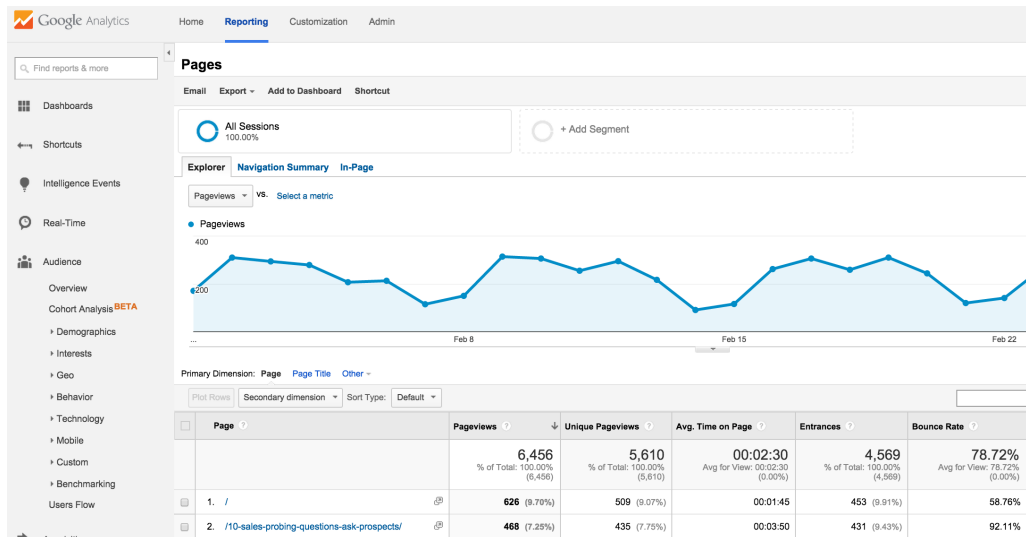 Google Analytics
Home Reporting Customization Admin
Find reports & more
Dashboards
Shortcuts
Intelligence Events
Real-Time
Audience
Overview
Cohort Analysis BETA
Demographics
Interests
Geo
Behavior
Technology
Mobile
Custom
Benchmarking
Users Flow
Pages
Email Export Add to Dashboard Shortcut
All Sessions
100.00%
+ Add Segment
Explorer Navigation Summary In-Page
Pageviews VS. Select a metric
Pageviews
400
200
... Feb 8 Feb 15 Feb 22
Primary Dimension: Page Page Title Other
Plot Rows Secondary dimension Sort Type: Default
Page ? Pageviews ? Unique Pageviews ? Avg. Time on Page ? Entrances ? Bounce Rate ?
6,456 5,610 00:02:30 4,569 78.72%
% of Total: 100.00% % of Total: 100.00% Avg for View: 00:02:30 % of Total: 100.00% Avg for View: 78.72%
(6,456) (5,610) (0.00%) (4,569) (0.00%)
1. / 626 (9.70%) 509 (9.07%) 00:01:45 453 (9.91%) 58.76%
2. /10-sales-probing-questions-ask-prospects/ 468 (7.25%) 435 (7.75%) 00:03:50 431 (9.43%) 92.11%